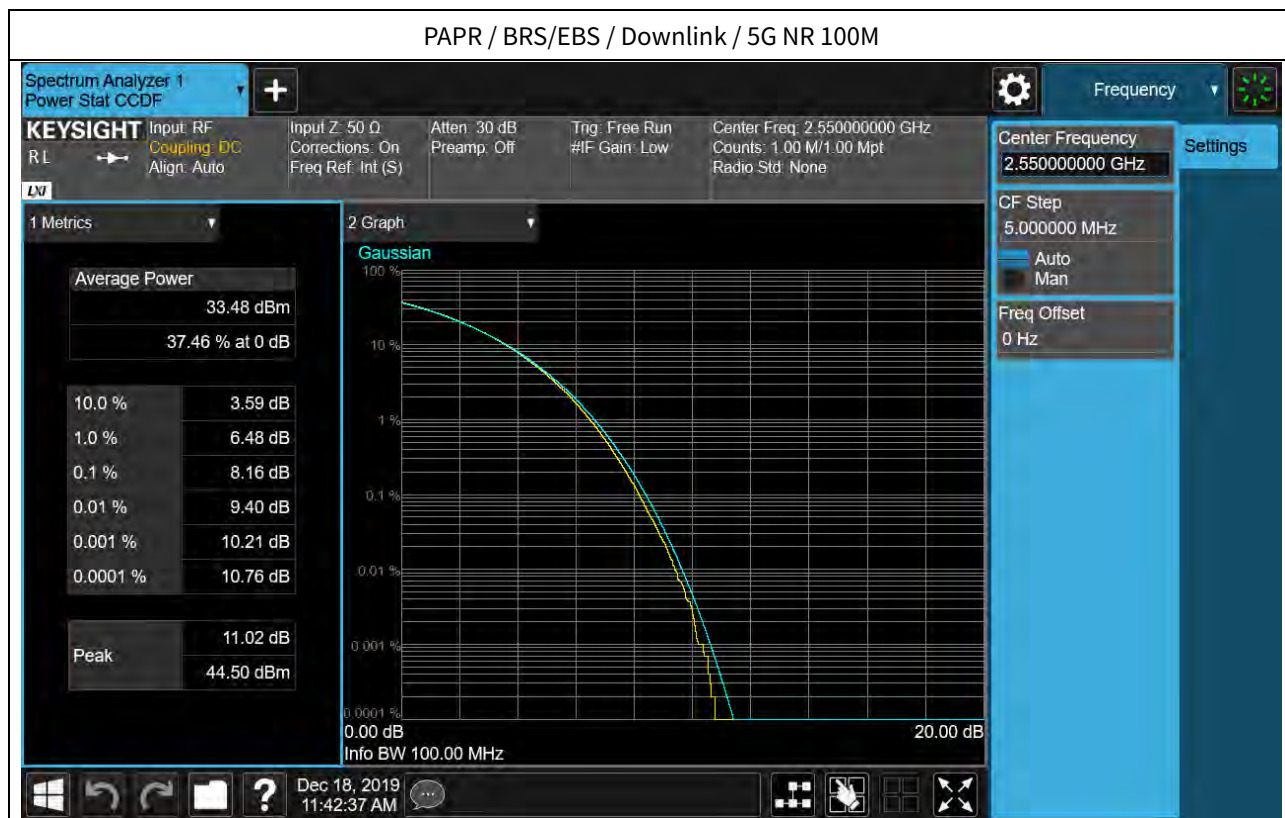 PAPR / BRS/EBS / Downlink / 5G NR 100M
Spectrum Analyzer 1
Power Stat CCDF
Frequency
KEYSIGHT
RL
LXI
Input: RF
Coupling: DC
Align: Auto
Input Z: 50 Ω
Corrections: On
Freq Ref: Int (S)
Atten: 30 dB
Preamp: Off
Trig: Free Run
#IF Gain: Low
Center Freq: 2.550000000 GHz
Counts: 1.00 M/1.00 Mpt
Radio Std: None
Center Frequency
2.550000000 GHz
Settings
CF Step
5.000000 MHz
Auto
Man
Freq Offset
0 Hz
1 Metrics
Average Power
33.48 dBm
37.46 % at 0 dB
10.0 % 3.59 dB
1.0 % 6.48 dB
0.1 % 8.16 dB
0.01 % 9.40 dB
0.001 % 10.21 dB
0.0001 % 10.76 dB
Peak
11.02 dB
44.50 dBm
2 Graph
Gaussian
100 %
10 %
1 %
0.1 %
0.01 %
0.001 %
0.0001 %
0.00 dB 20.00 dB
Info BW 100.00 MHz
Dec 18, 2019
11:42:37 AM